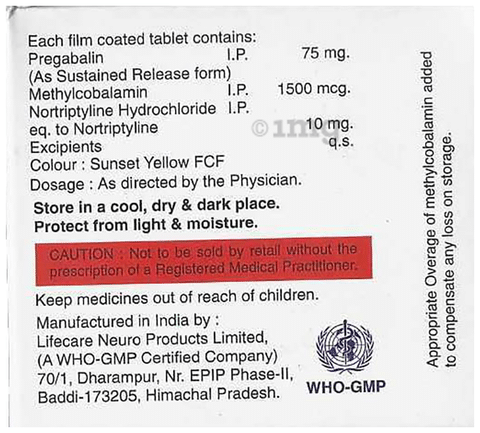 Each film coated tablet contains:
Pregabalin I.P. 75 mg.
(As Sustained Release form)
Methylcobalamin I.P. 1500 mcg.
Nortriptyline Hydrochloride I.P.
eq. to Nortriptyline 10 mg.
Excipients q.s.
Colour : Sunset Yellow FCF
Dosage : As directed by the Physician.
Store in a cool, dry & dark place.
Protect from light & moisture.
CAUTION : Not to be sold by retail without the
prescription of a Registered Medical Practitioner.
Keep medicines out of reach of children.
Manufactured in India by :
Lifecare Neuro Products Limited,
(A WHO-GMP Certified Company)
70/1, Dharampur, Nr. EPIP Phase-II,
Baddi-173205, Himachal Pradesh.
WHO-GMP
Appropriate Overage of methylcobalamin added
to compensate any loss on storage.
© 1mg